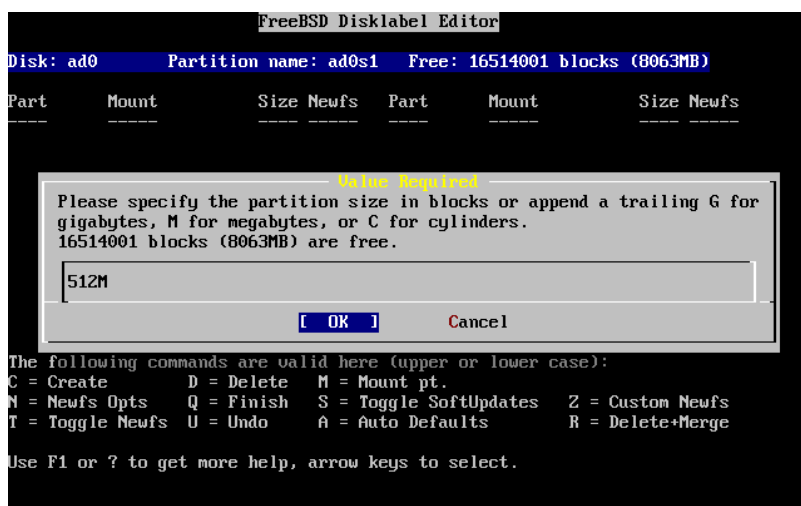 FreeBSD Disklabel Editor
Disk: ad0 Partition name: ad0s1 Free: 16514001 blocks (8063MB)
Part Mount Size Newfs Part Mount Size Newfs
---- ----- ---- ----- ---- ----- ---- -----
Value Required
Please specify the partition size in blocks or append a trailing G for
gigabytes, M for megabytes, or C for cylinders.
16514001 blocks (8063MB) are free.
512M
[ OK ] Cancel
The following commands are valid here (upper or lower case):
C = Create D = Delete M = Mount pt.
N = Newfs Opts Q = Finish S = Toggle SoftUpdates Z = Custom Newfs
T = Toggle Newfs U = Undo A = Auto Defaults R = Delete+Merge
Use F1 or ? to get more help, arrow keys to select.